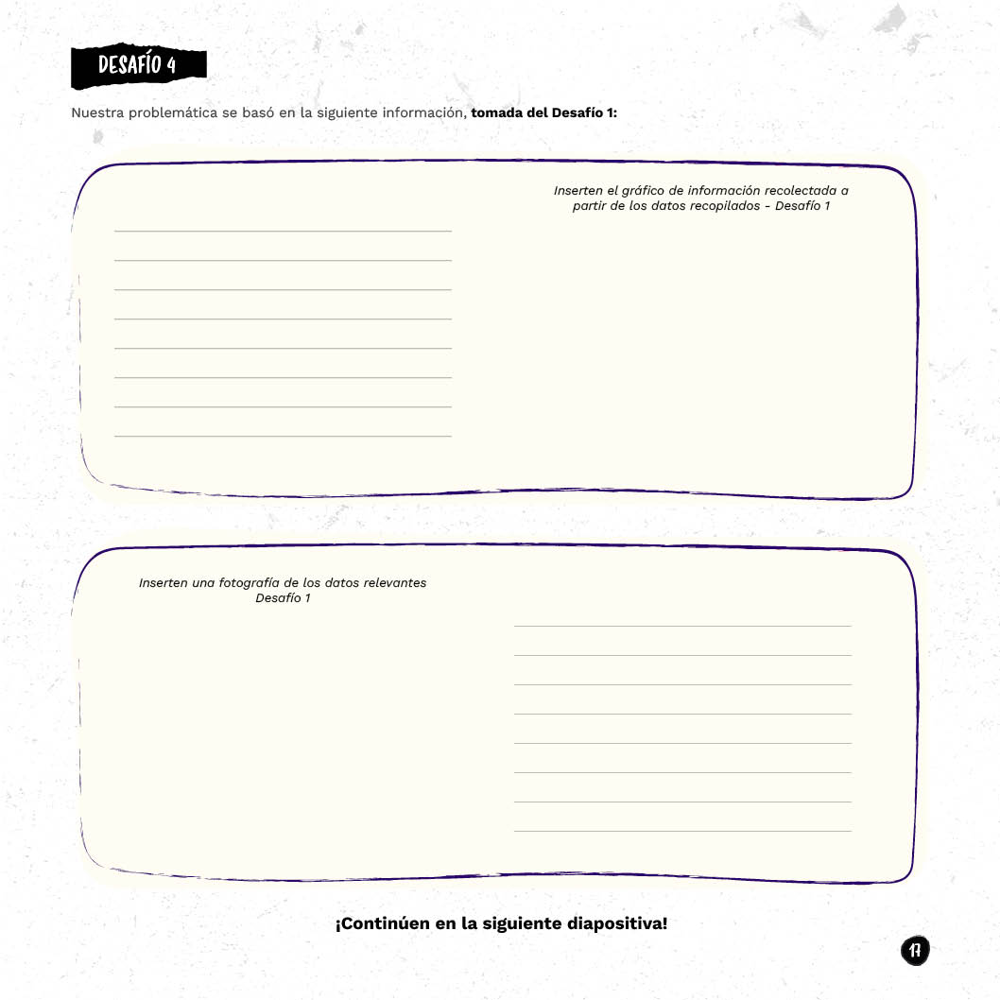 DESAFÍO 4
Nuestra problemática se basó en la siguiente información, tomada del Desafío 1:
Inserten el gráfico de información recolectada a
partir de los datos recopilados - Desafío 1
Inserten una fotografía de los datos relevantes
Desafío 1
¡Continúen en la siguiente diapositiva!
17